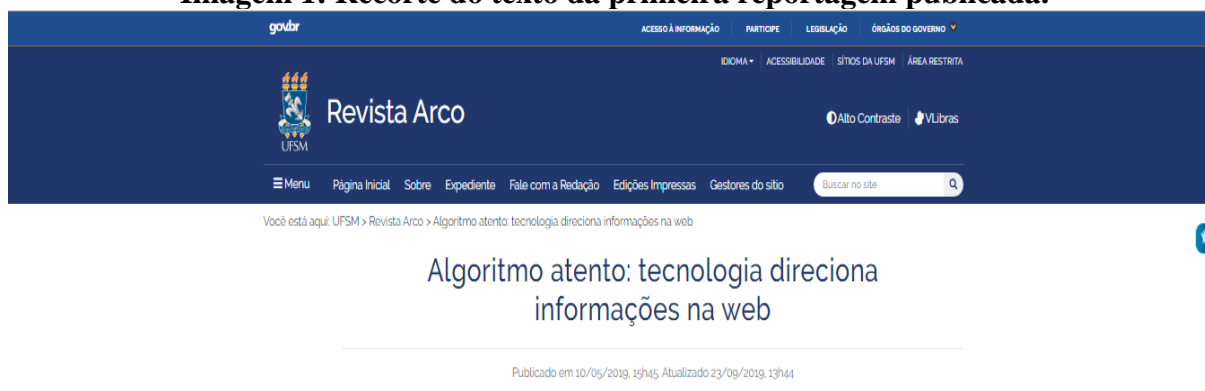 Imagem 1: Recorte do texto da primeira reportagem publicada.
govbr
ACESSO À INFORMAÇÃO PARTICIPE LEGISLAÇÃO ÓRGÃOS DO GOVERNO
IDIOMA ACESSIBILIDADE SÍTIOS DA UFSM ÁREA RESTRITA
Revista Arco
Alto Contraste VLibras
UFSM
Menu Página Inicial Sobre Expediente Fale com a Redação Edições Impressas Gestores do sítio Buscar no site
Você está aqui: UFSM > Revista Arco > Algoritmo atento: tecnologia direciona informações na web
Algoritmo atento: tecnologia direciona
informações na web
Publicado em 10/05/2019, 15h45. Atualizado 23/09/2019, 13h44